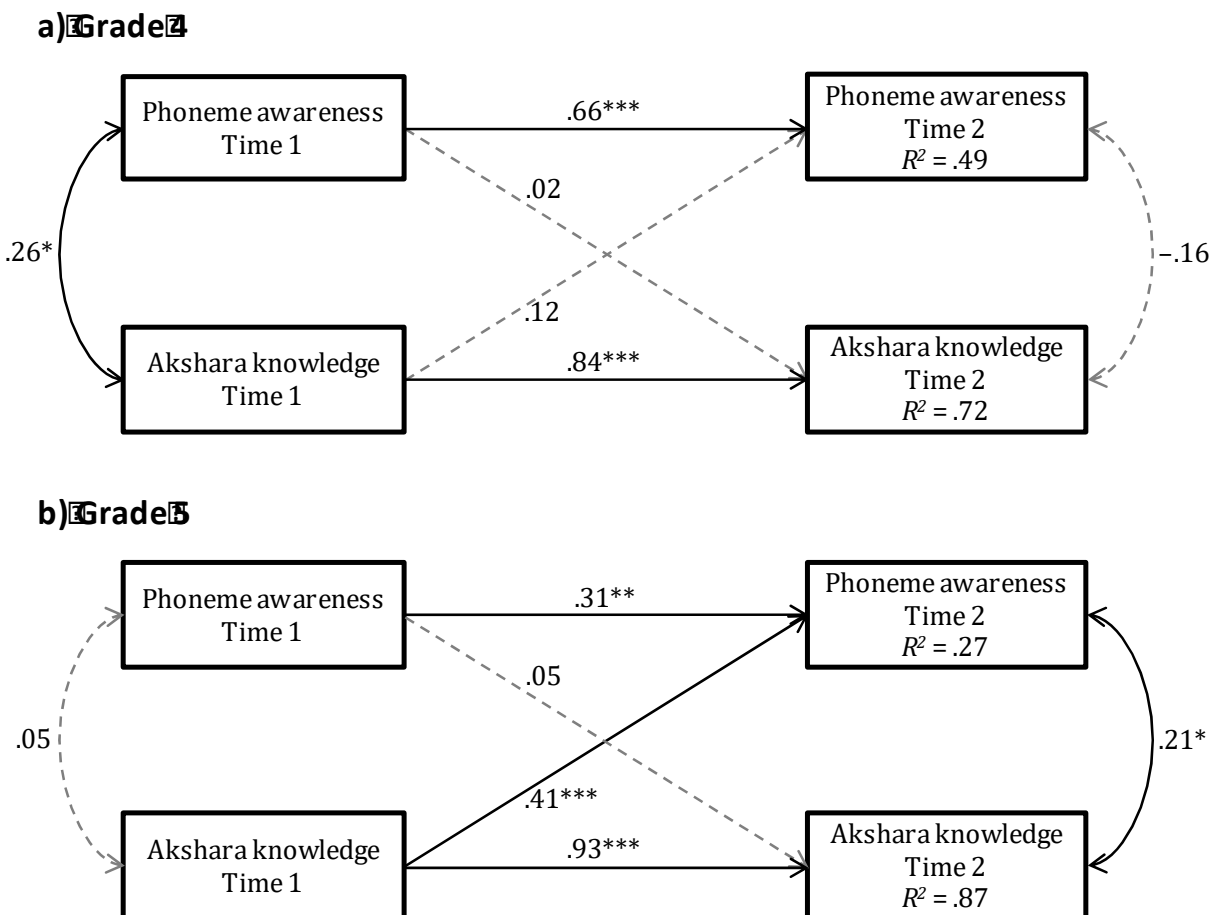 a) Grade 4
Phoneme awareness
Time 1
.66***
Phoneme awareness
Time 2
R² = .49
.02
.26*
–.16
.12
Akshara knowledge
Time 1
.84***
Akshara knowledge
Time 2
R² = .72
b) Grade 5
Phoneme awareness
Time 1
.31**
Phoneme awareness
Time 2
R² = .27
.05
.05
.21*
.41***
Akshara knowledge
Time 1
.93***
Akshara knowledge
Time 2
R² = .87